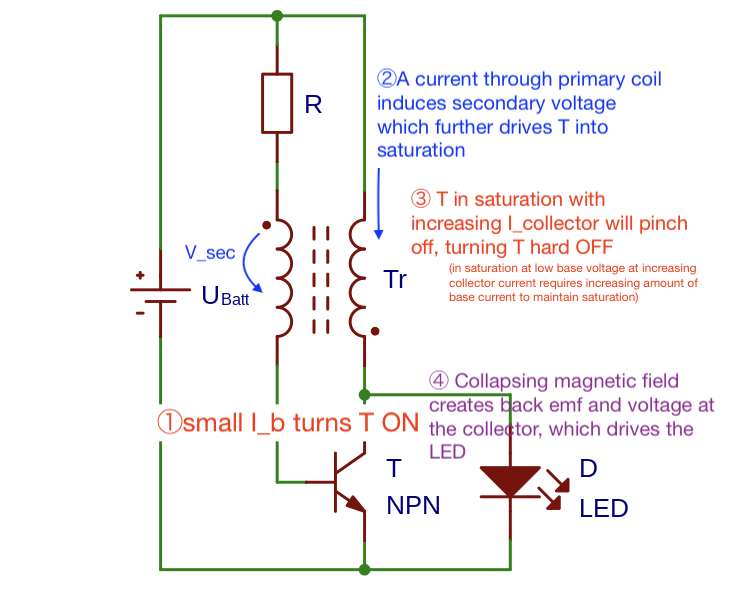 ②A current through primary coil
induces secondary voltage
which further drives T into
saturation
R
③ T in saturation with
increasing I_collector will pinch
off, turning T hard OFF
(in saturation at low base voltage at increasing
collector current requires increasing amount of
base current to maintain saturation)
V_sec
Tr
+
UBatt
-
④ Collapsing magnetic field
creates back emf and voltage at
the collector, which drives the
LED
①small I_b turns T ON
T
NPN
D
LED